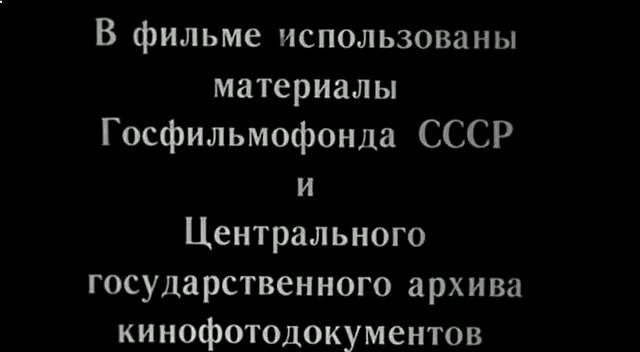 В фильме использованы
материалы
Госфильмофонда СССР
и
Центрального
государственного архива
кинофотодокументов